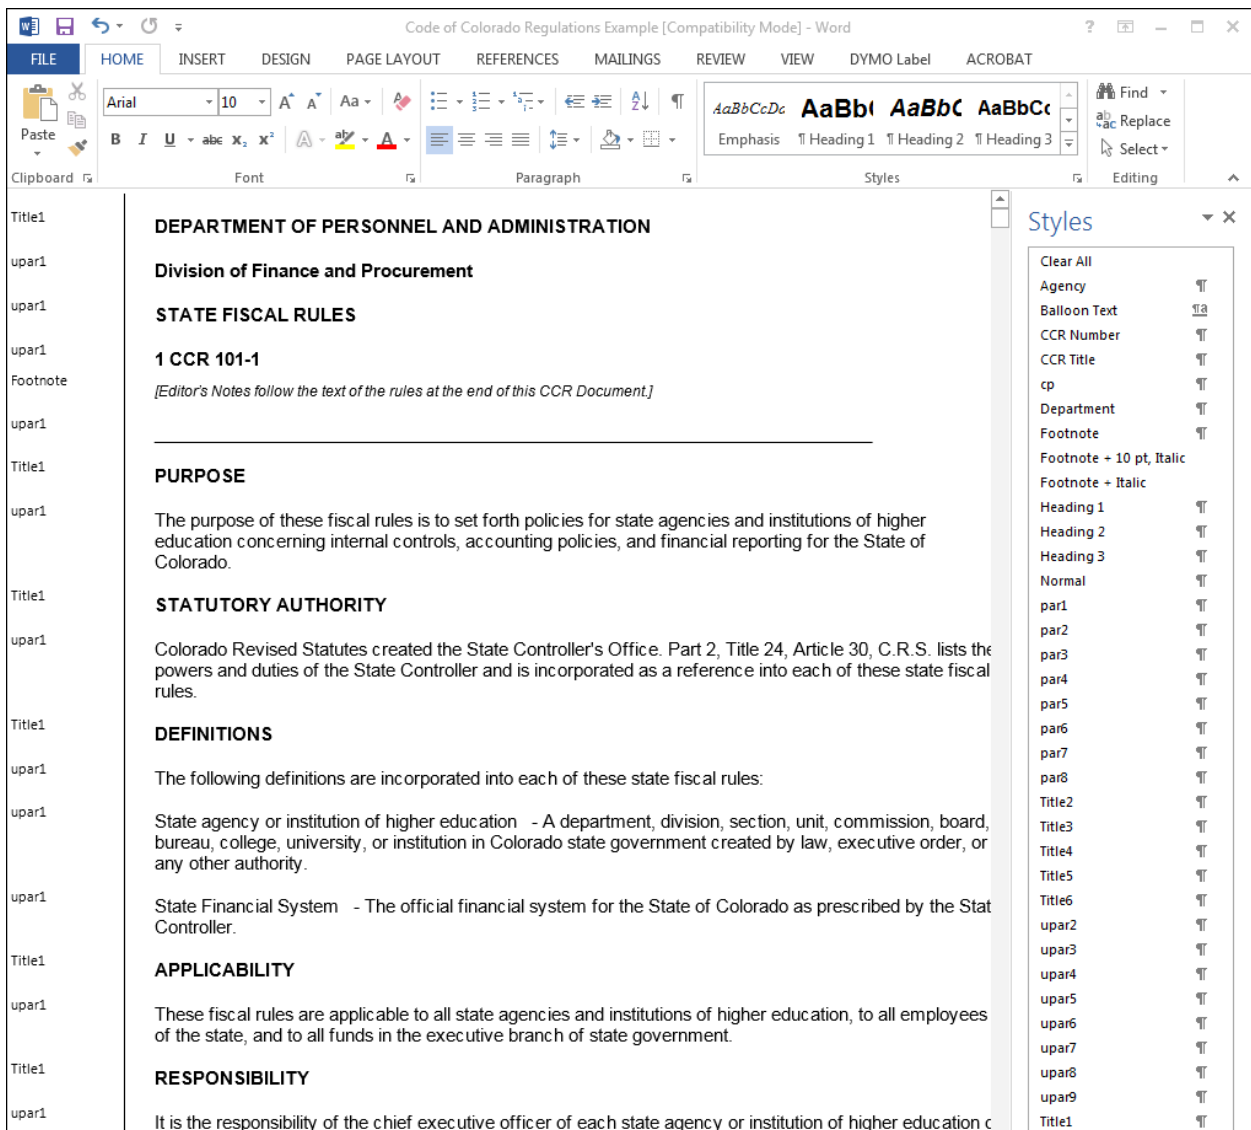 Code of Colorado Regulations Example [Compatibility Mode] - Word
FILE HOME INSERT DESIGN PAGE LAYOUT REFERENCES MAILINGS REVIEW VIEW DYMO Label ACROBAT
Paste
Arial 10
Aa
B I U abc X₂ X²
AaBbCcDc AaBb( AaBbC AaBbCc
Emphasis ¶ Heading 1 ¶ Heading 2 ¶ Heading 3
Find
Replace
Select
Clipboard Font Paragraph Styles Editing
Title1 DEPARTMENT OF PERSONNEL AND ADMINISTRATION
upar1 Division of Finance and Procurement
upar1 STATE FISCAL RULES
upar1 1 CCR 101-1
Footnote [Editor's Notes follow the text of the rules at the end of this CCR Document.]
upar1
Title1 PURPOSE
upar1 The purpose of these fiscal rules is to set forth policies for state agencies and institutions of higher
education concerning internal controls, accounting policies, and financial reporting for the State of
Colorado.
Title1 STATUTORY AUTHORITY
upar1 Colorado Revised Statutes created the State Controller's Office. Part 2, Title 24, Article 30, C.R.S. lists the
powers and duties of the State Controller and is incorporated as a reference into each of these state fiscal
rules.
Title1 DEFINITIONS
upar1 The following definitions are incorporated into each of these state fiscal rules:
upar1 State agency or institution of higher education - A department, division, section, unit, commission, board,
bureau, college, university, or institution in Colorado state government created by law, executive order, or
any other authority.
upar1 State Financial System - The official financial system for the State of Colorado as prescribed by the Stat
Controller.
Title1 APPLICABILITY
upar1 These fiscal rules are applicable to all state agencies and institutions of higher education, to all employees
of the state, and to all funds in the executive branch of state government.
Title1 RESPONSIBILITY
upar1 It is the responsibility of the chief executive officer of each state agency or institution of higher education o
Styles
Clear All
Agency ¶
Balloon Text ¶a
CCR Number ¶
CCR Title ¶
cp ¶
Department ¶
Footnote ¶
Footnote + 10 pt, Italic
Footnote + Italic
Heading 1 ¶
Heading 2 ¶
Heading 3 ¶
Normal ¶
par1 ¶
par2 ¶
par3 ¶
par4 ¶
par5 ¶
par6 ¶
par7 ¶
par8 ¶
Title2 ¶
Title3 ¶
Title4 ¶
Title5 ¶
Title6 ¶
upar2 ¶
upar3 ¶
upar4 ¶
upar5 ¶
upar6 ¶
upar7 ¶
upar8 ¶
upar9 ¶
Title1 ¶